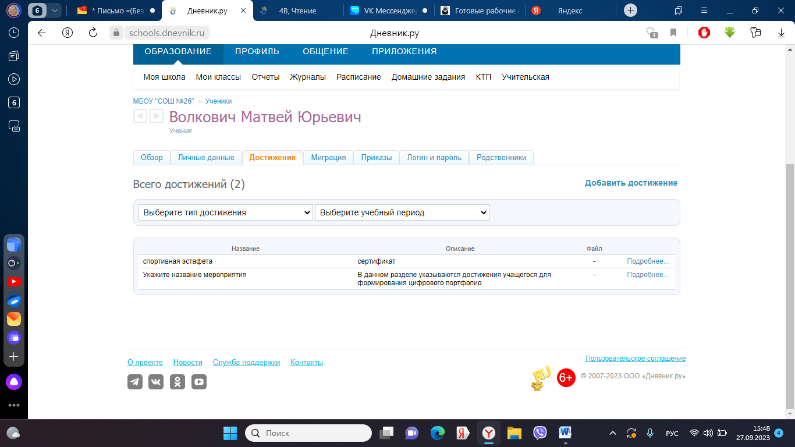 6
* Письмо «(Без
Дневник.ру
4В, Чтение
VK Мессендже
Готовые рабочие
Яндекс
schools.dnevnik.ru
Дневник.ру
ОБРАЗОВАНИЕ ПРОФИЛЬ ОБЩЕНИЕ ПРИЛОЖЕНИЯ
Моя школа Мои классы Отчеты Журналы Расписание Домашние задания КТП Учительская
МБОУ "СОШ №26" > Ученики
Волкович Матвей Юрьевич
Ученик
Обзор Личные данные Достижения Миграция Приказы Логин и пароль Родственники
Всего достижений (2)
Добавить достижение
Выберите тип достижения Выберите учебный период
Название Описание Файл
спортивная эстафета сертификат - Подробнее...
Укажите название мероприятия В данном разделе указываются достижения учащегося для - Подробнее...
формирования цифрового портфолио
О проекте Новости Служба поддержки Контакты
Пользовательское соглашение
6+ © 2007-2023 ООО «Дневник.ру»
6
Поиск
РУС
15:48
27.09.2023
4